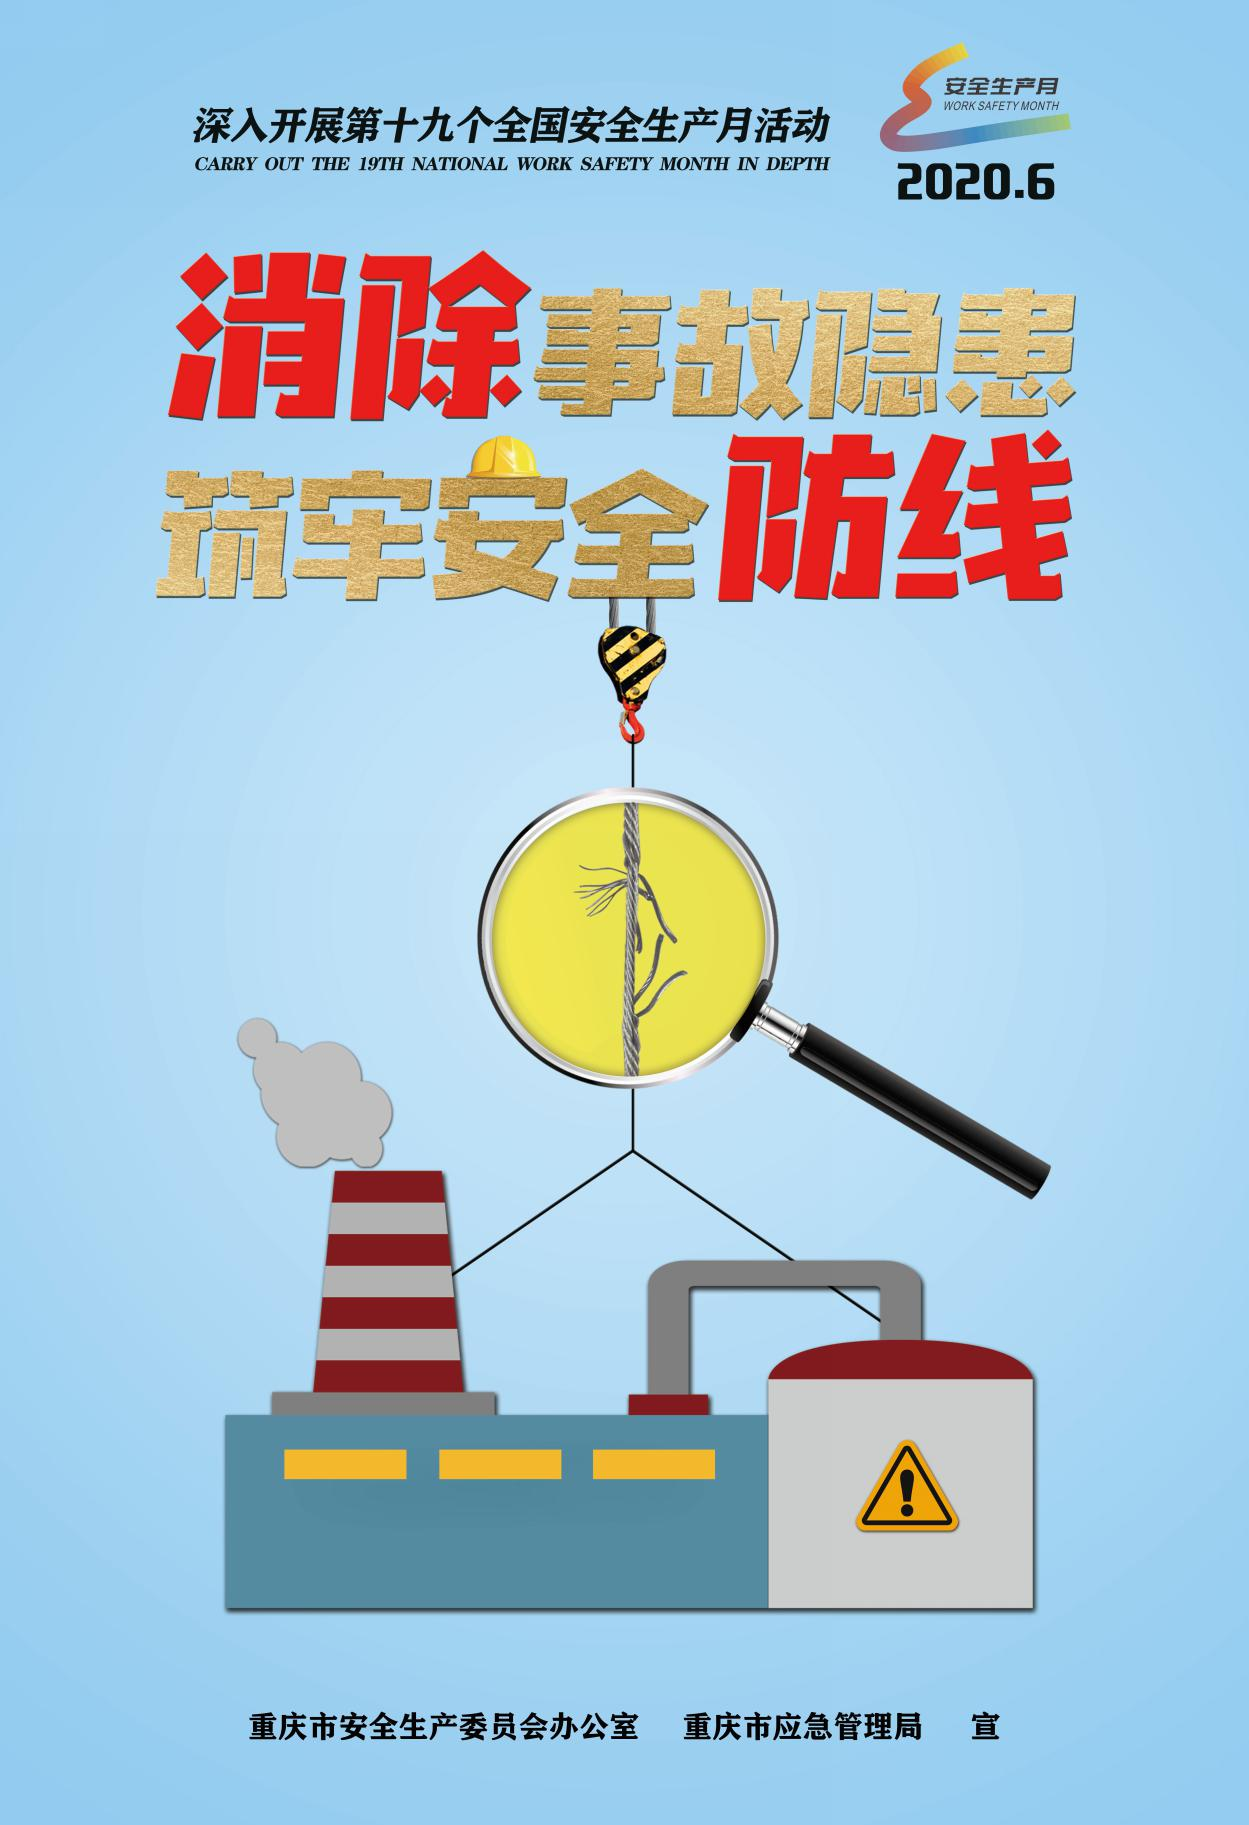 安全生产月
WORK SAFETY MONTH
2020.6
深入开展第十九个全国安全生产月活动
CARRY OUT THE 19TH NATIONAL WORK SAFETY MONTH IN DEPTH
消除事故隐患
筑牢安全防线
重庆市安全生产委员会办公室 重庆市应急管理局 宣